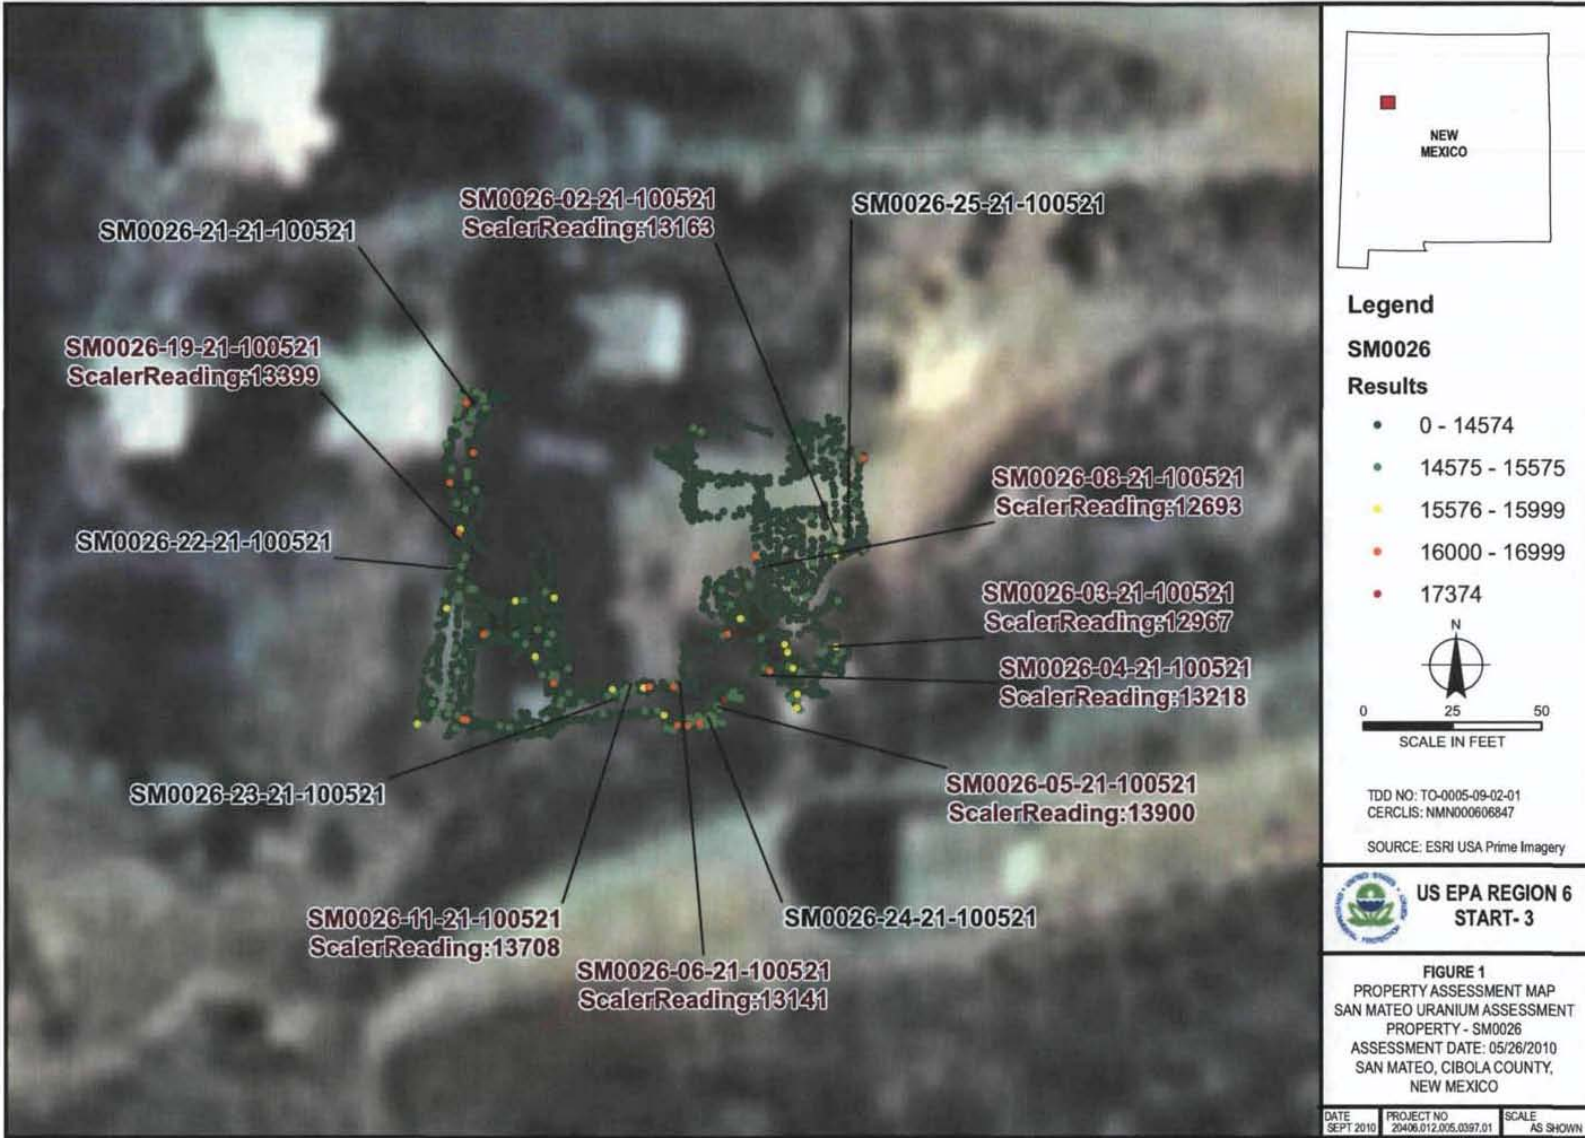 SM0026-02-21-100521
ScalerReading:13163
SM0026-25-21-100521
SM0026-21-21-100521
SM0026-19-21-100521
ScalerReading:13399
SM0026-22-21-100521
SM0026-08-21-100521
ScalerReading:12693
SM0026-03-21-100521
ScalerReading:12967
SM0026-04-21-100521
ScalerReading:13218
SM0026-23-21-100521
SM0026-05-21-100521
ScalerReading:13900
SM0026-11-21-100521
ScalerReading:13708
SM0026-24-21-100521
SM0026-06-21-100521
ScalerReading:13141
NEW
MEXICO
Legend
SM0026
Results
0 - 14574
14575 - 15575
15576 - 15999
16000 - 16999
17374
N
0 25 50
SCALE IN FEET
TDD NO: TO-0005-09-02-01
CERCLIS: NMN000606847
SOURCE: ESRI USA Prime Imagery
US EPA REGION 6
START- 3
FIGURE 1
PROPERTY ASSESSMENT MAP
SAN MATEO URANIUM ASSESSMENT
PROPERTY - SM0026
ASSESSMENT DATE: 05/26/2010
SAN MATEO, CIBOLA COUNTY,
NEW MEXICO
DATE PROJECT NO SCALE
SEPT 2010 20406.012.005.0397.01 AS SHOWN